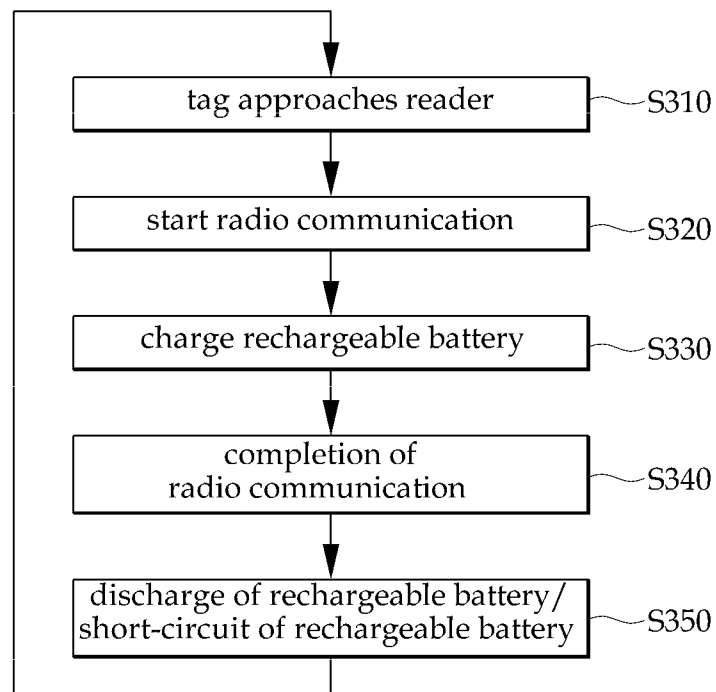 tag approaches reader
S310
start radio communication
S320
charge rechargeable battery
S330
completion of
radio communication
S340
discharge of rechargeable battery/
short-circuit of rechargeable battery
S350